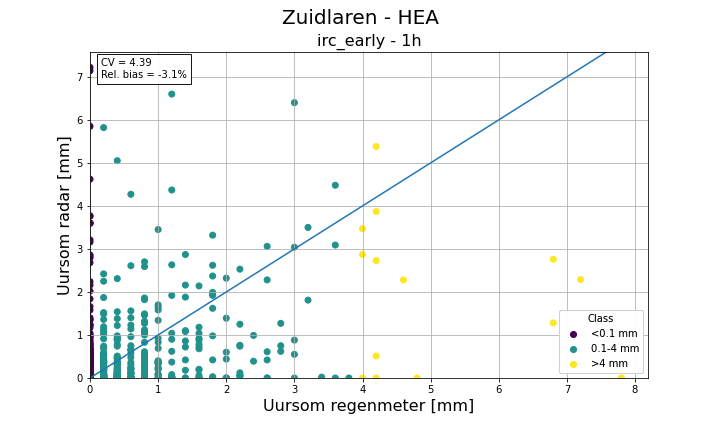 Zuidlaren - HEA
irc_early - 1h
CV = 4.39
Rel. bias = -3.1%
Uursom radar [mm]
7
6
5
4
3
2
1
0
Class
<0.1 mm
0.1-4 mm
>4 mm
0 1 2 3 4 5 6 7 8
Uursom regenmeter [mm]